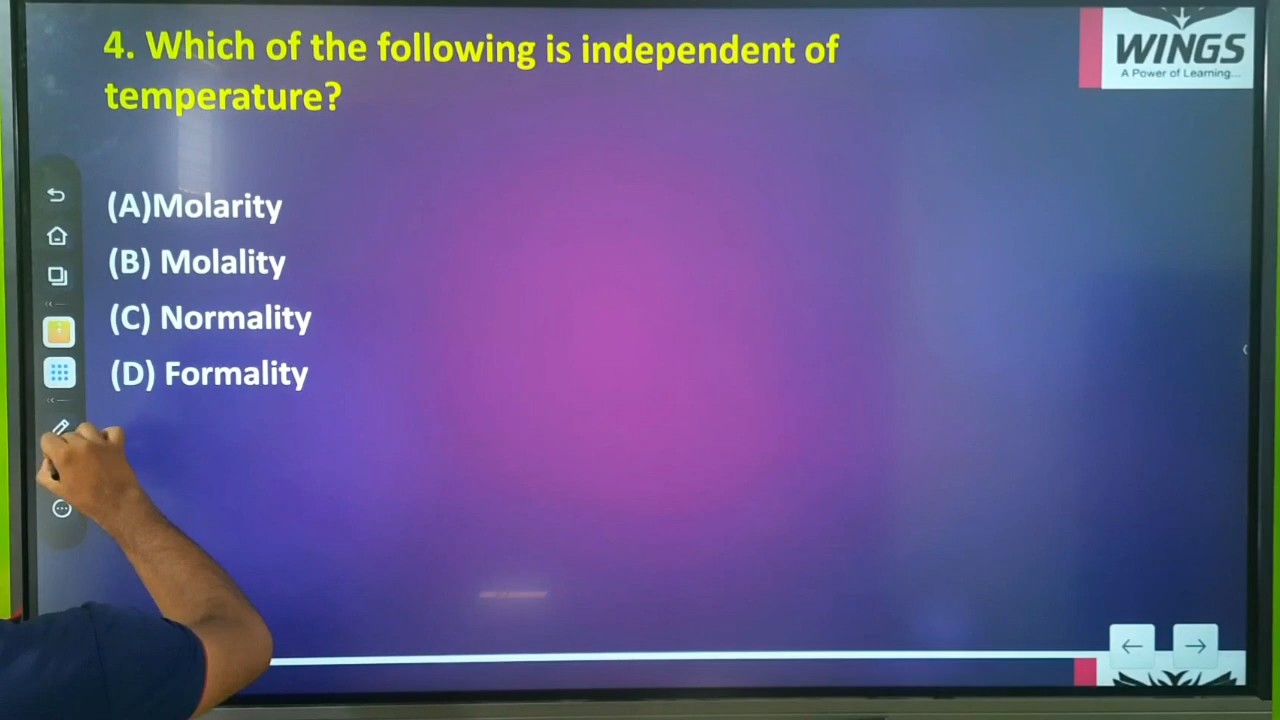 4. Which of the following is independent of
temperature?
WINGS
A Power of Learning...
(A)Molarity
(B) Molality
(C) Normality
(D) Formality